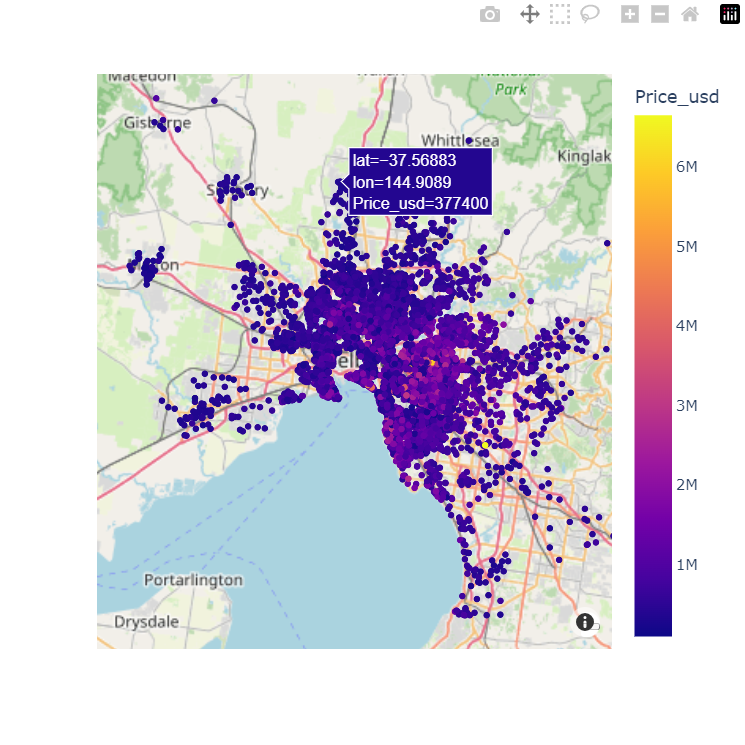 Macedon
National
Park
Gisborne
Whittlesea
Kinglak
lat=−37.56883
lon=144.9089
Price_usd=377400
ell
Portarlington
Drysdale
Price_usd
6M
5M
4M
3M
2M
1M